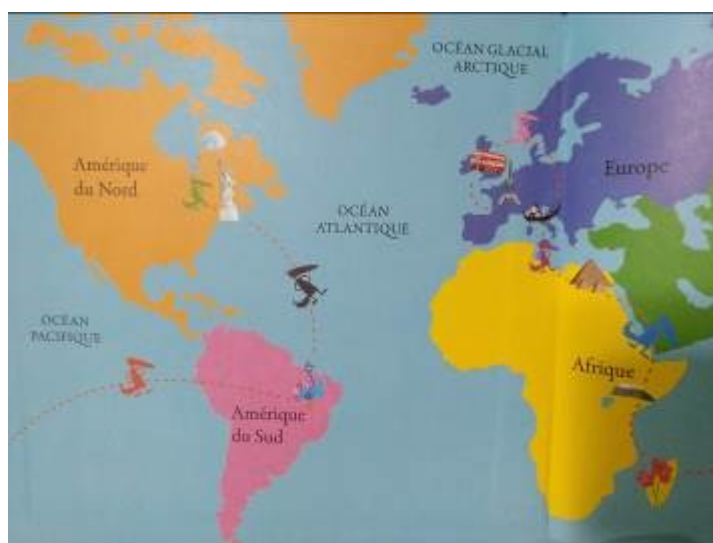 OCÉAN GLACIAL
ARCTIQUE
Amérique
du Nord
Europe
OCÉAN
ATLANTIQUE
OCÉAN
PACIFIQUE
Afrique
Amérique
du Sud